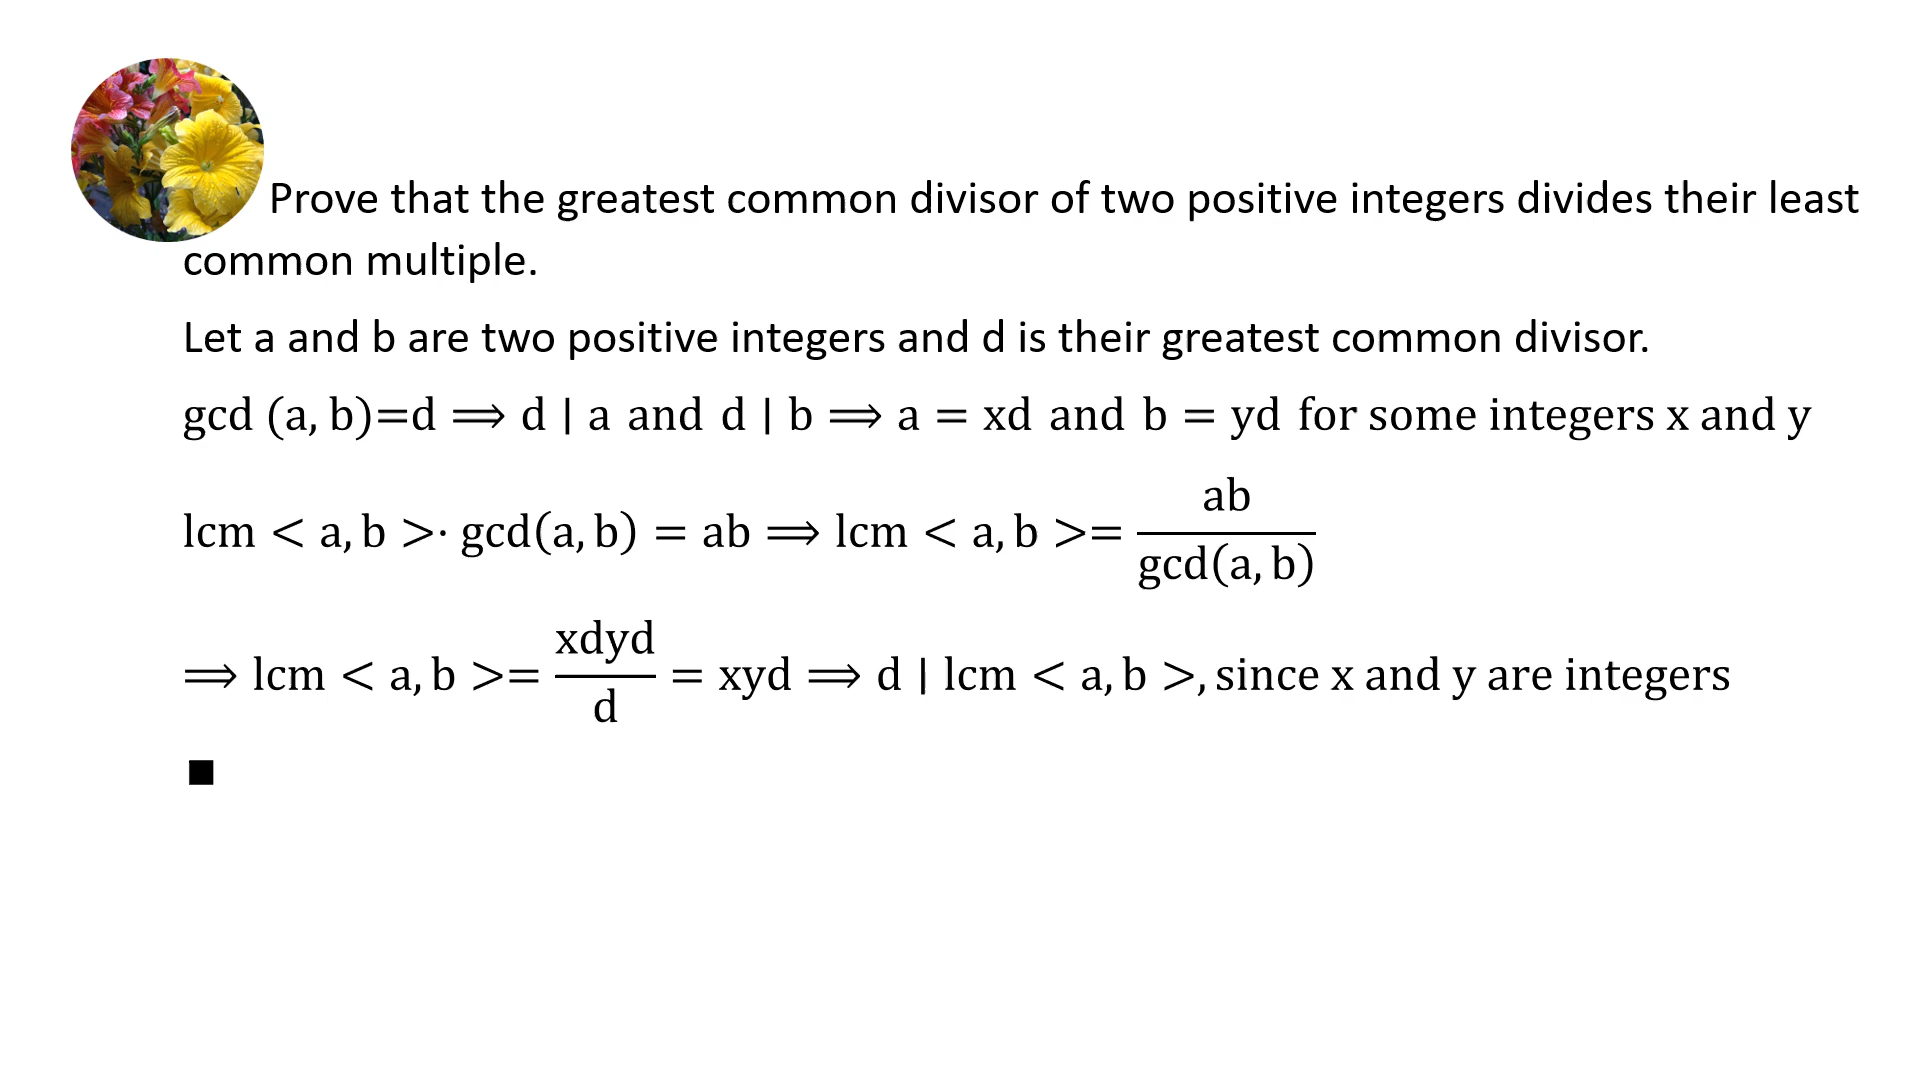 Prove that the greatest common divisor of two positive integers divides their least
common multiple.
Let a and b are two positive integers and d is their greatest common divisor.
gcd (a, b)=d ⟹ d ∣ a and d ∣ b ⟹ a = xd and b = yd for some integers x and y
lcm < a, b >· gcd(a, b) = ab ⟹ lcm < a, b >= ab/gcd(a, b)
⟹ lcm < a, b >= xdyd/d = xyd ⟹ d ∣ lcm < a, b >, since x and y are integers
■